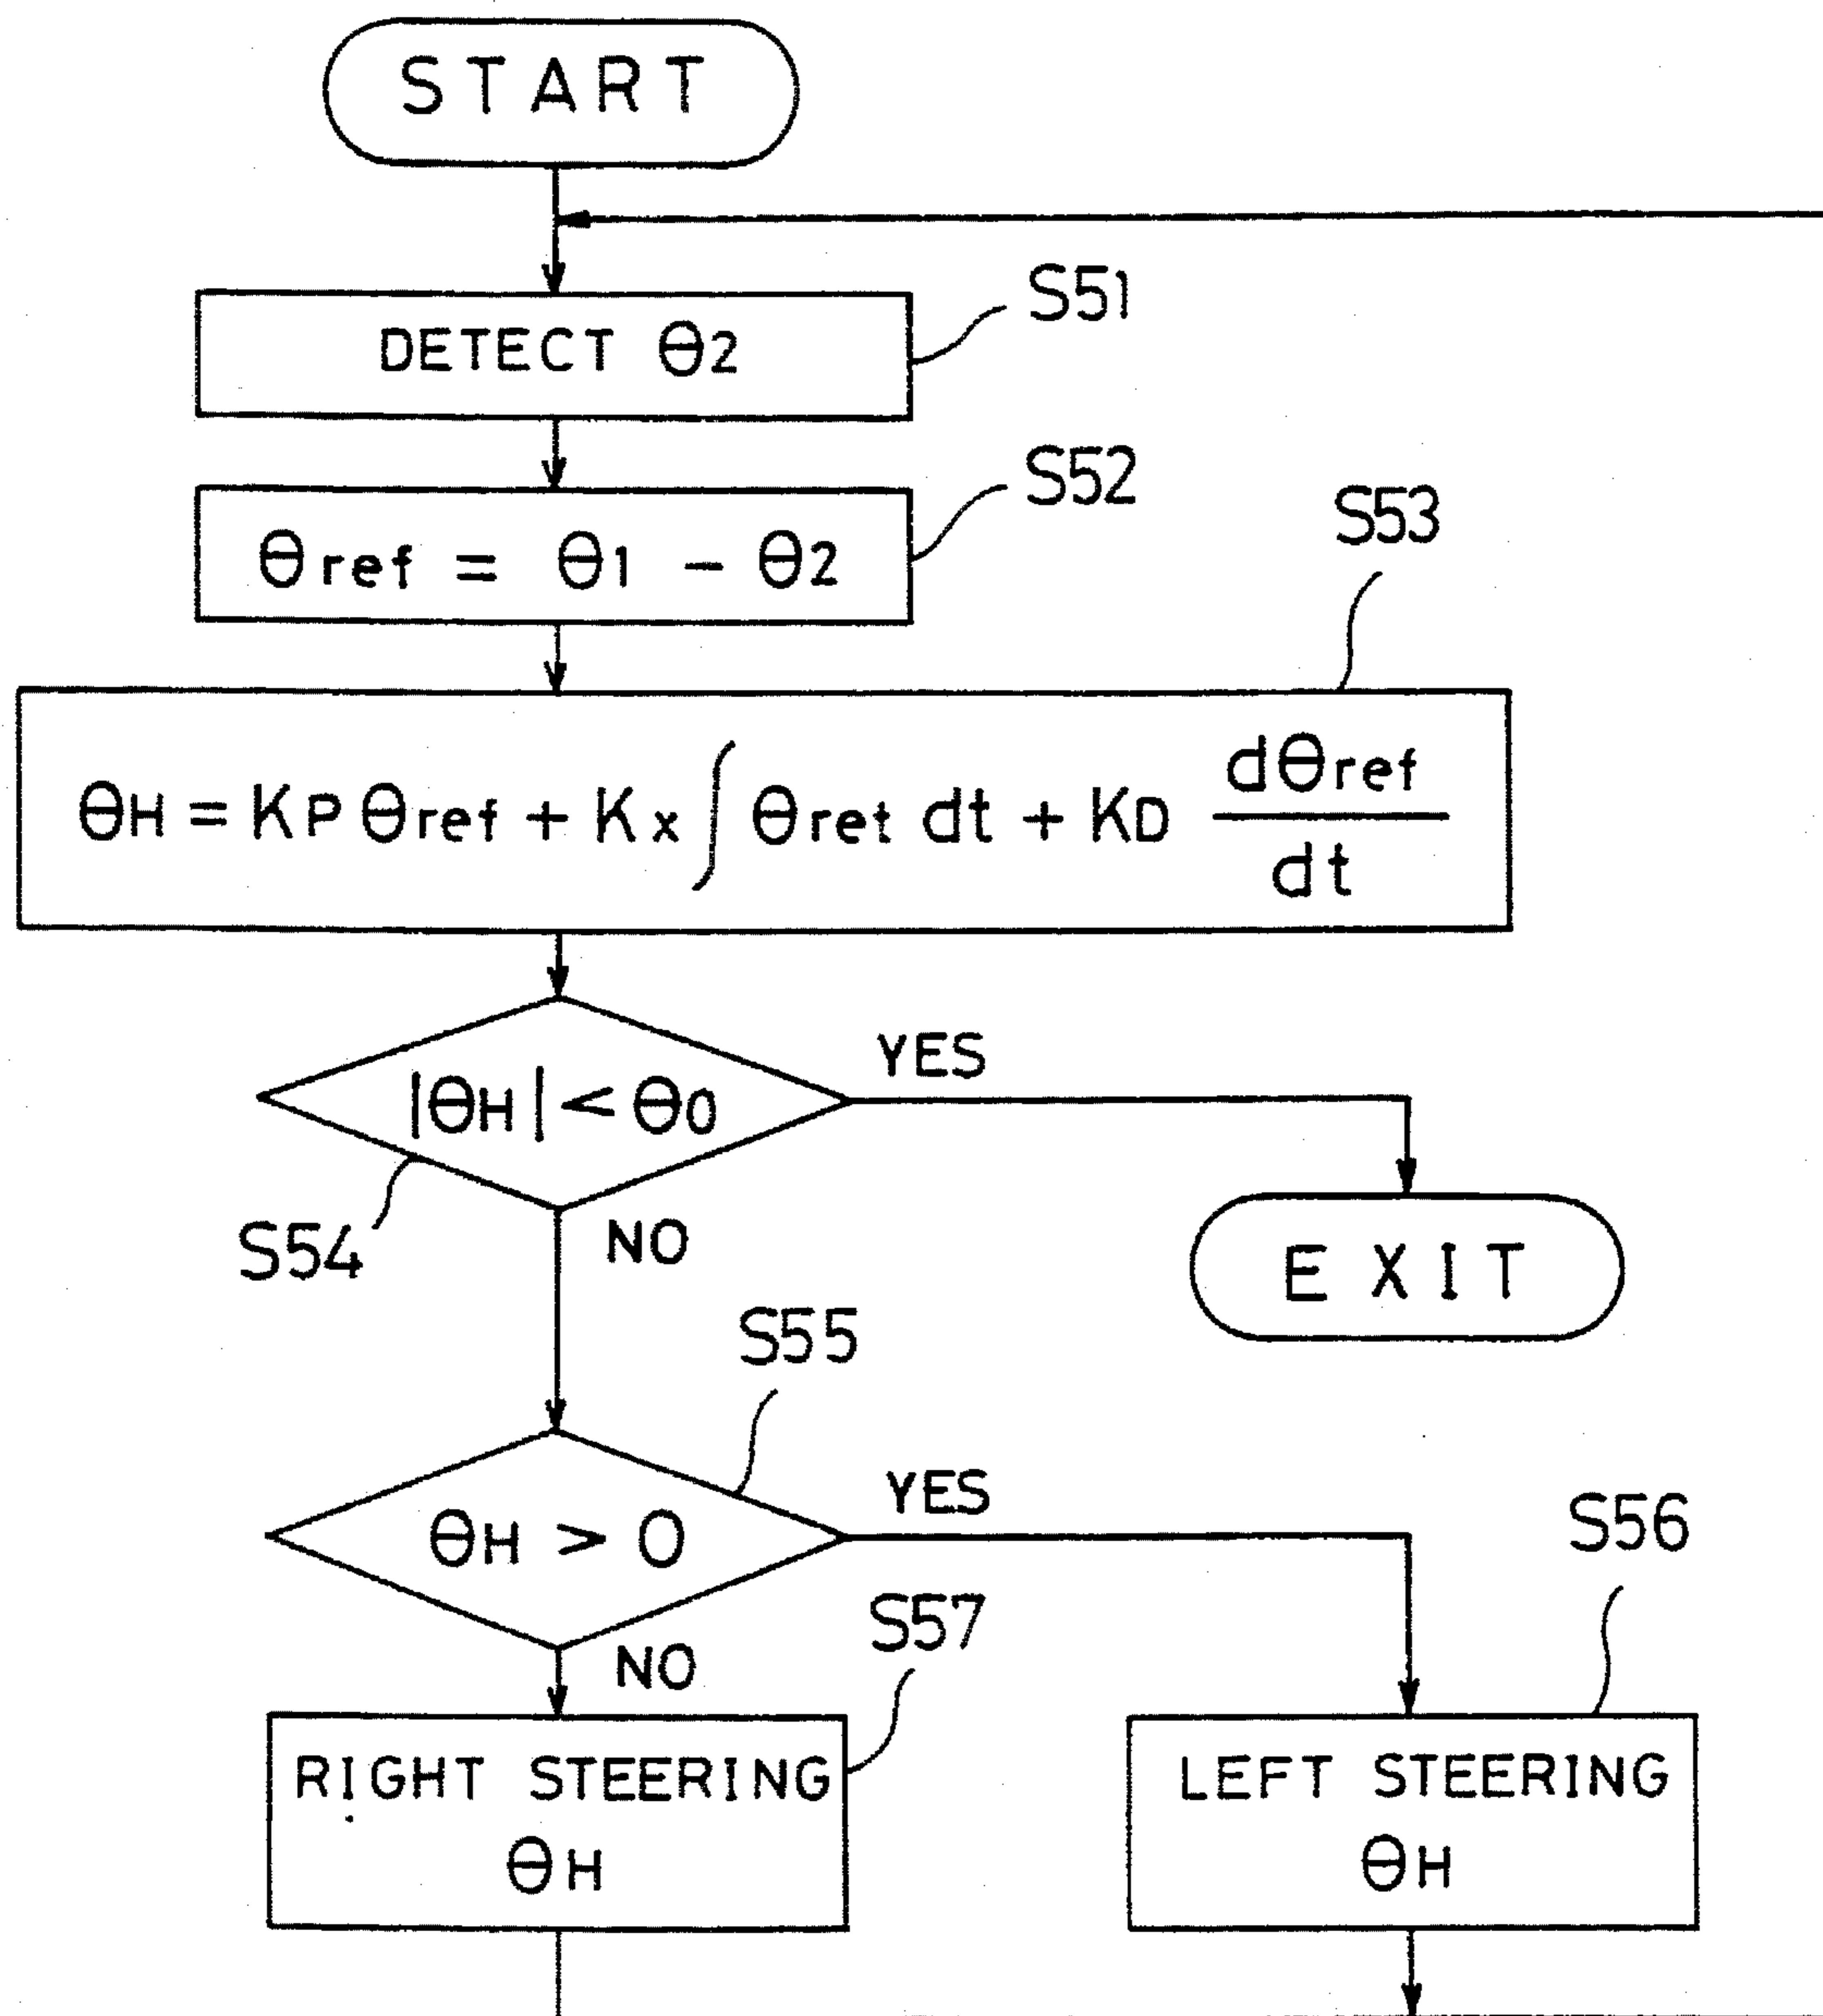 START
S51
DETECT θ2
S52
θref = θ1 - θ2
S53
θH = KP θref + Kx ∫ θret dt + KD dθref/dt
|θH| < θ0
YES
S54
NO
EXIT
S55
θH > 0
YES
S56
S57
NO
RIGHT STEERING
θH
LEFT STEERING
θH